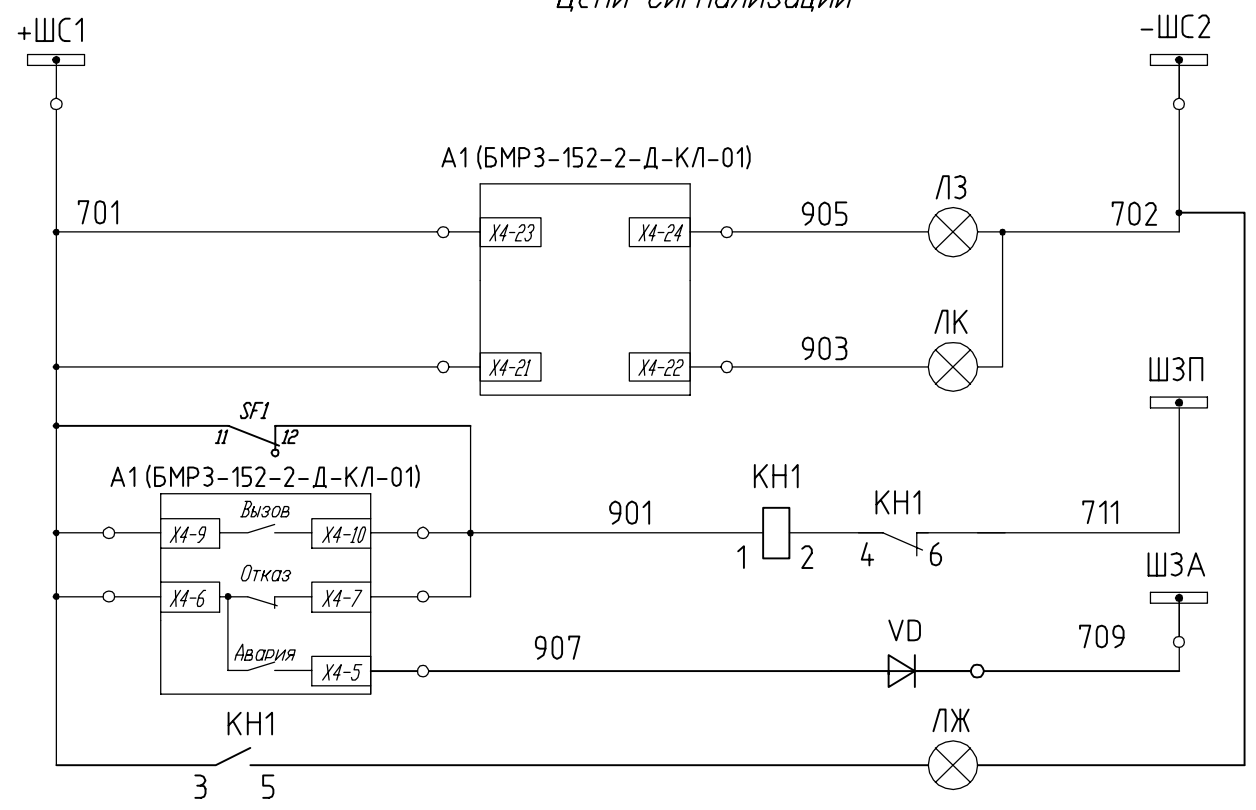 Цепи сигнализации
+ШС1
-ШС2
А1 (БМРЗ-152-2-Д-КЛ-01)
701
Х4-23
Х4-24
905
ЛЗ
702
Х4-21
Х4-22
903
ЛК
ШЗП
SF1
11
12
А1 (БМРЗ-152-2-Д-КЛ-01)
Х4-9
Вызов
Х4-10
901
КН1
1
2
КН1
4
6
711
Х4-6
Отказ
Х4-7
ШЗА
Авария
Х4-5
907
VD
709
КН1
3
5
ЛЖ